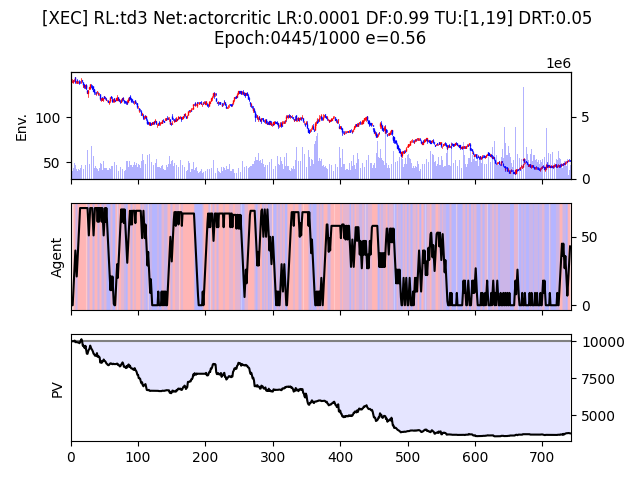 [XEC] RL:td3 Net:actorcritic LR:0.0001 DF:0.99 TU:[1,19] DRT:0.05
Epoch:0445/1000 e=0.56
1e6
Env.
100
50
5
0
Agent
50
0
PV
10000
7500
5000
0 100 200 300 400 500 600 700